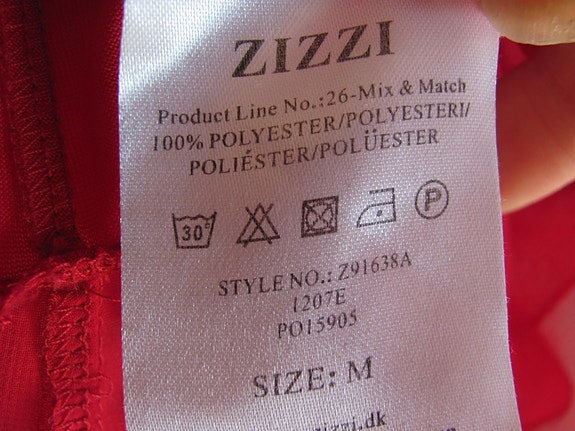 ZIZZI
Product Line No.:26-Mix & Match
100% POLYESTER/POLYESTERI/
POLIÉSTER/POLÜESTER
30°
P
STYLE NO.: Z91638A
1207E
PO15905
SIZE: M